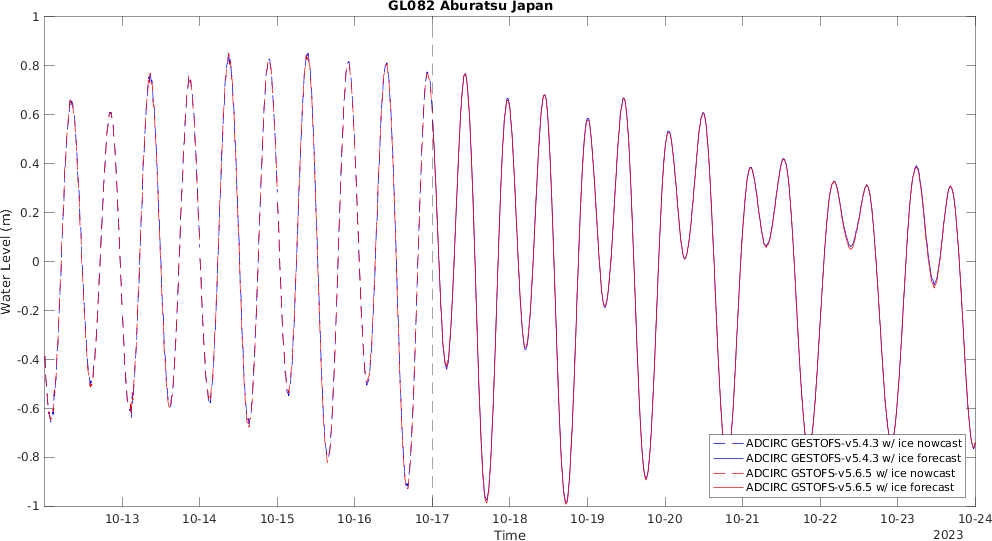 GL082 Aburatsu Japan
1
0.8
0.6
0.4
0.2
0
-0.2
-0.4
-0.6
-0.8
-1
Water Level (m)
ADCIRC GESTOFS-v5.4.3 w/ ice nowcast
ADCIRC GESTOFS-v5.4.3 w/ ice forecast
ADCIRC GSTOFS-v5.6.5 w/ ice nowcast
ADCIRC GSTOFS-v5.6.5 w/ ice forecast
10-13 10-14 10-15 10-16 10-17 10-18 10-19 10-20 10-21 10-22 10-23 10-24
Time
2023